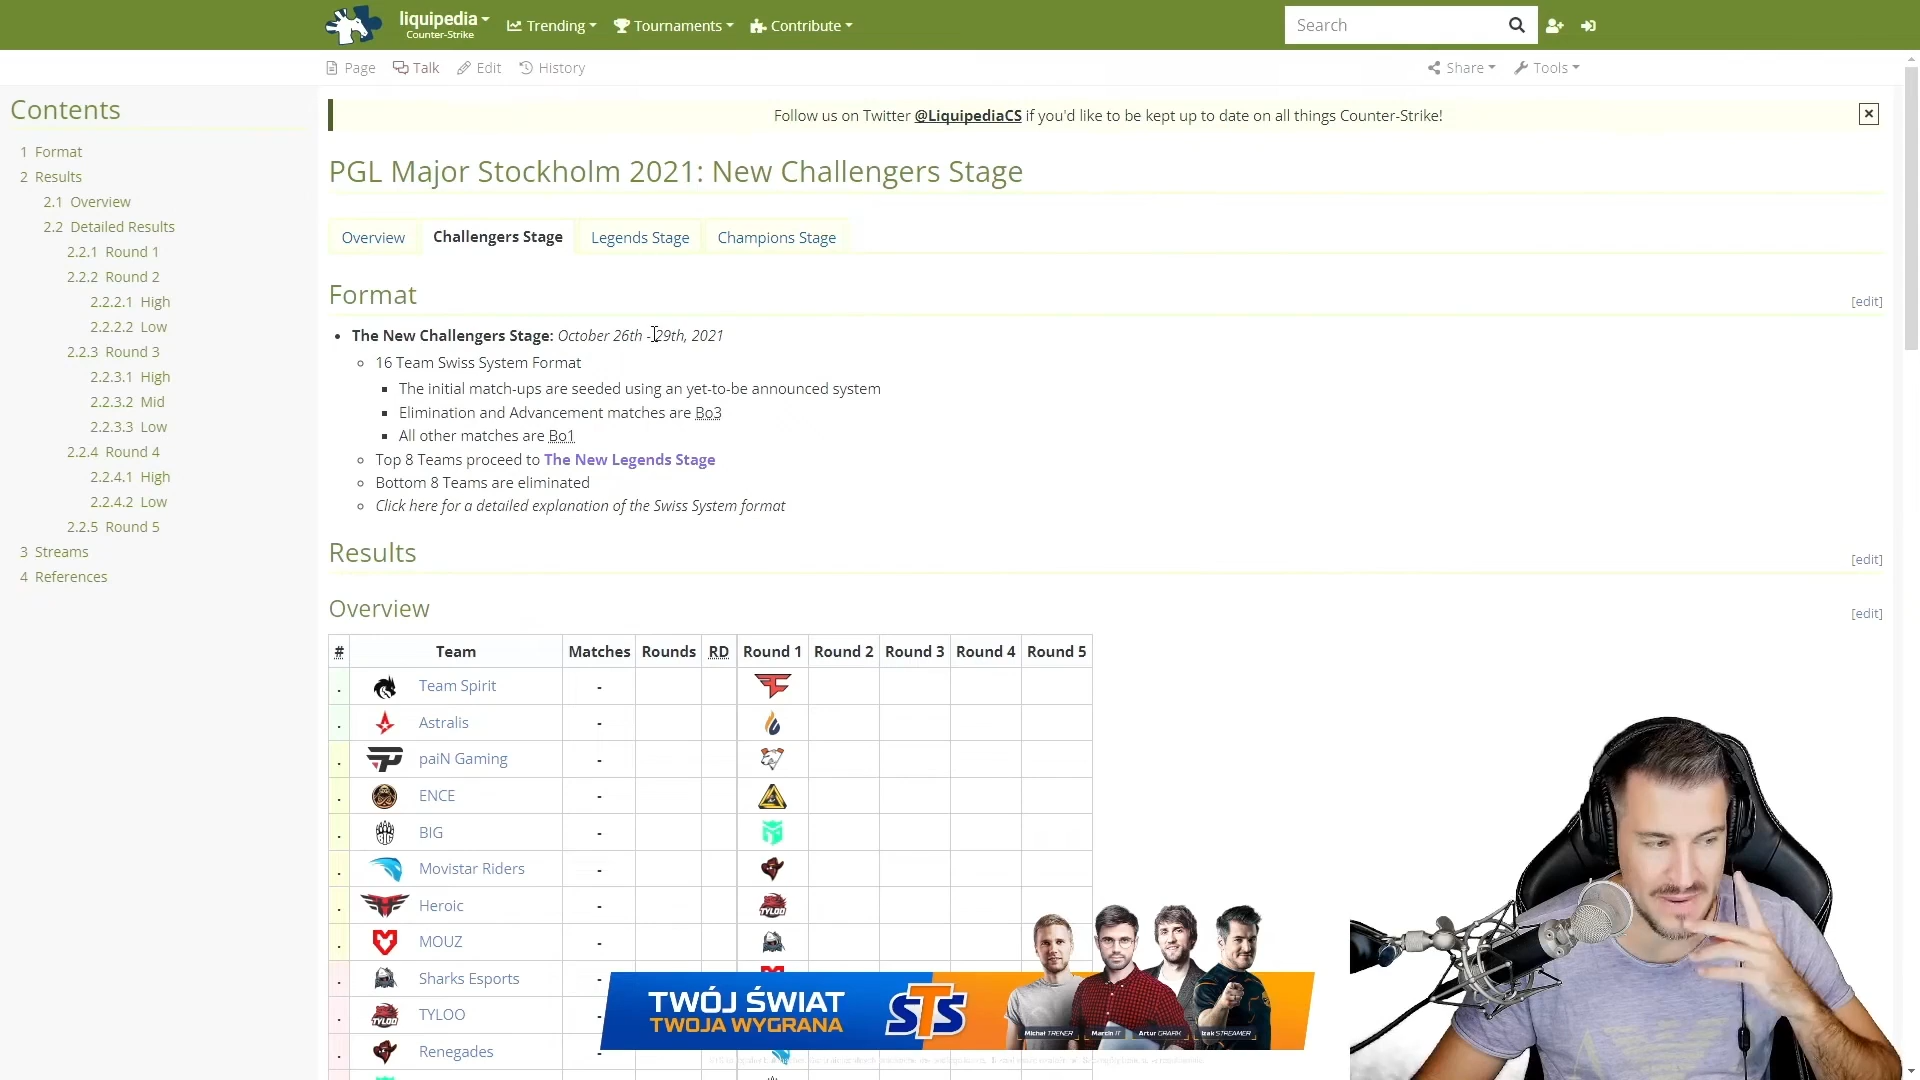 liquipedia
Counter-Strike
Trending
Tournaments
Contribute
Search
Page
Talk
Edit
History
Share
Tools
Contents
1 Format
2 Results
2.1 Overview
2.2 Detailed Results
2.2.1 Round 1
2.2.2 Round 2
2.2.2.1 High
2.2.2.2 Low
2.2.3 Round 3
2.2.3.1 High
2.2.3.2 Mid
2.2.3.3 Low
2.2.4 Round 4
2.2.4.1 High
2.2.4.2 Low
2.2.5 Round 5
3 Streams
4 References
Follow us on Twitter @LiquipediaCS if you'd like to be kept up to date on all things Counter-Strike!
PGL Major Stockholm 2021: New Challengers Stage
Overview
Challengers Stage
Legends Stage
Champions Stage
Format
[edit]
The New Challengers Stage: October 26th - 29th, 2021
16 Team Swiss System Format
The initial match-ups are seeded using an yet-to-be announced system
Elimination and Advancement matches are Bo3
All other matches are Bo1
Top 8 Teams proceed to The New Legends Stage
Bottom 8 Teams are eliminated
Click here for a detailed explanation of the Swiss System format
Results
[edit]
Overview
[edit]
# Team Matches Rounds RD Round 1 Round 2 Round 3 Round 4 Round 5
. Team Spirit -
. Astralis -
. paiN Gaming -
. ENCE -
. BIG -
. Movistar Riders -
. Heroic - TYLOO
. MOUZ -
. Sharks Esports -
. TYLOO -
. Renegades -
TWÓJ ŚWIAT
TWOJA WYGRANA
STS
Michał TRENER
Marcin IT
Artur GRAFIK
Izak STREAMER